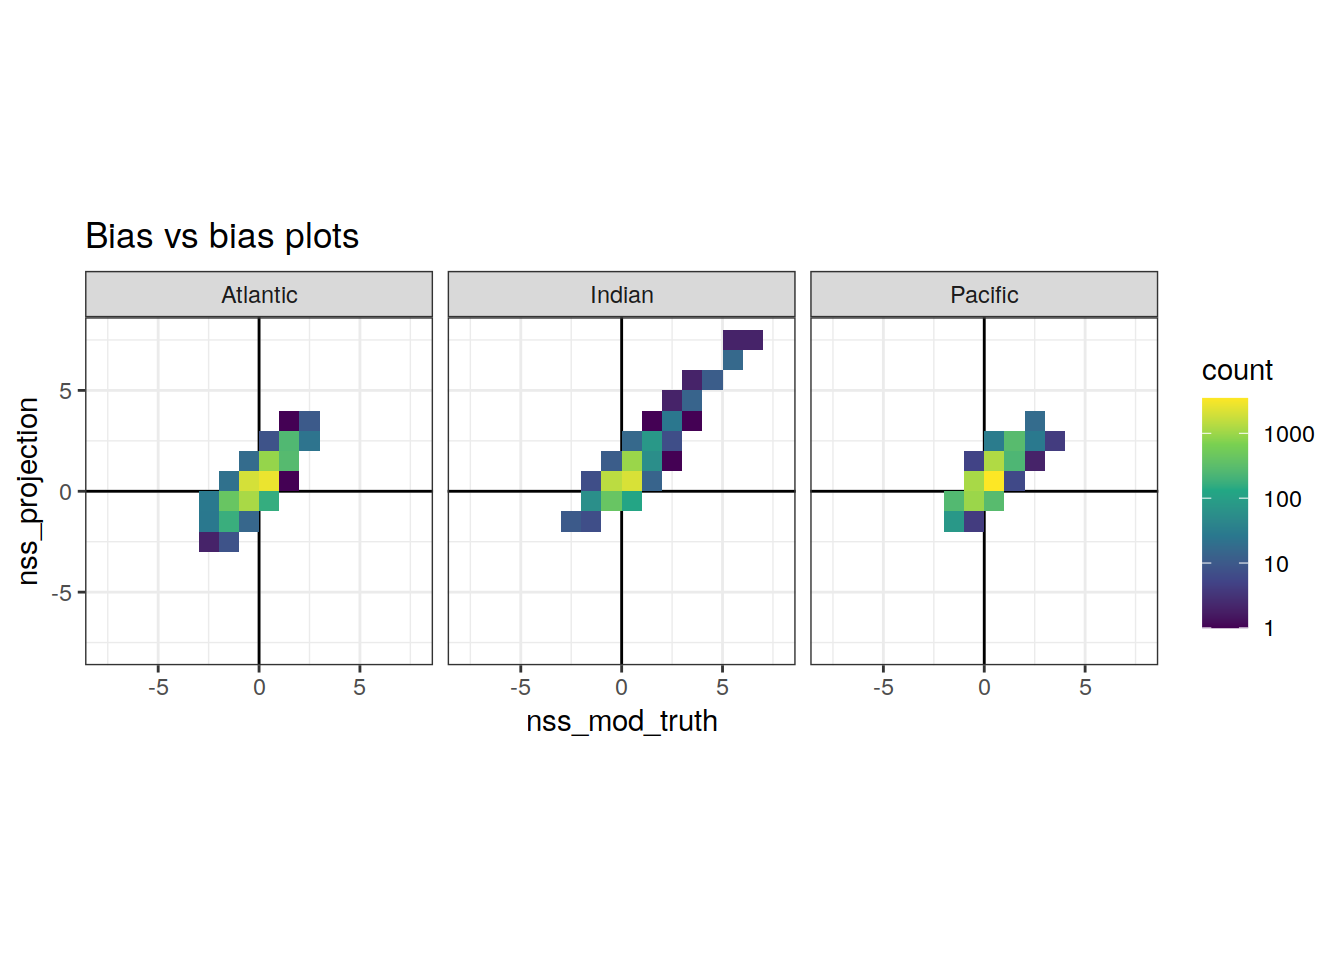 Bias vs bias plots
Atlantic
Indian
Pacific
nss_projection
5
0
-5
-5
0
5
-5
0
5
-5
0
5
nss_mod_truth
count
1000
100
10
1